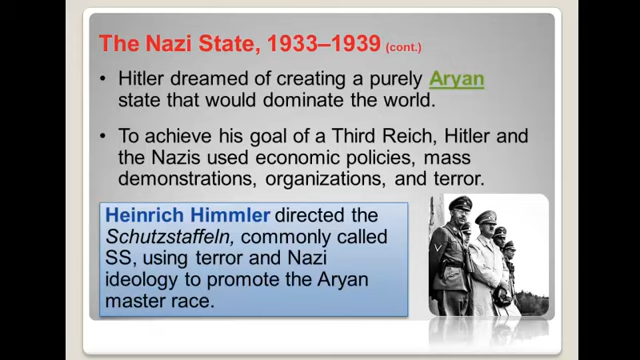 The Nazi State, 1933–1939 (cont.)
• Hitler dreamed of creating a purely Aryan
state that would dominate the world.
• To achieve his goal of a Third Reich, Hitler and
the Nazis used economic policies, mass
demonstrations, organizations, and terror.
Heinrich Himmler directed the
Schutzstaffeln, commonly called
SS, using terror and Nazi
ideology to promote the Aryan
master race.